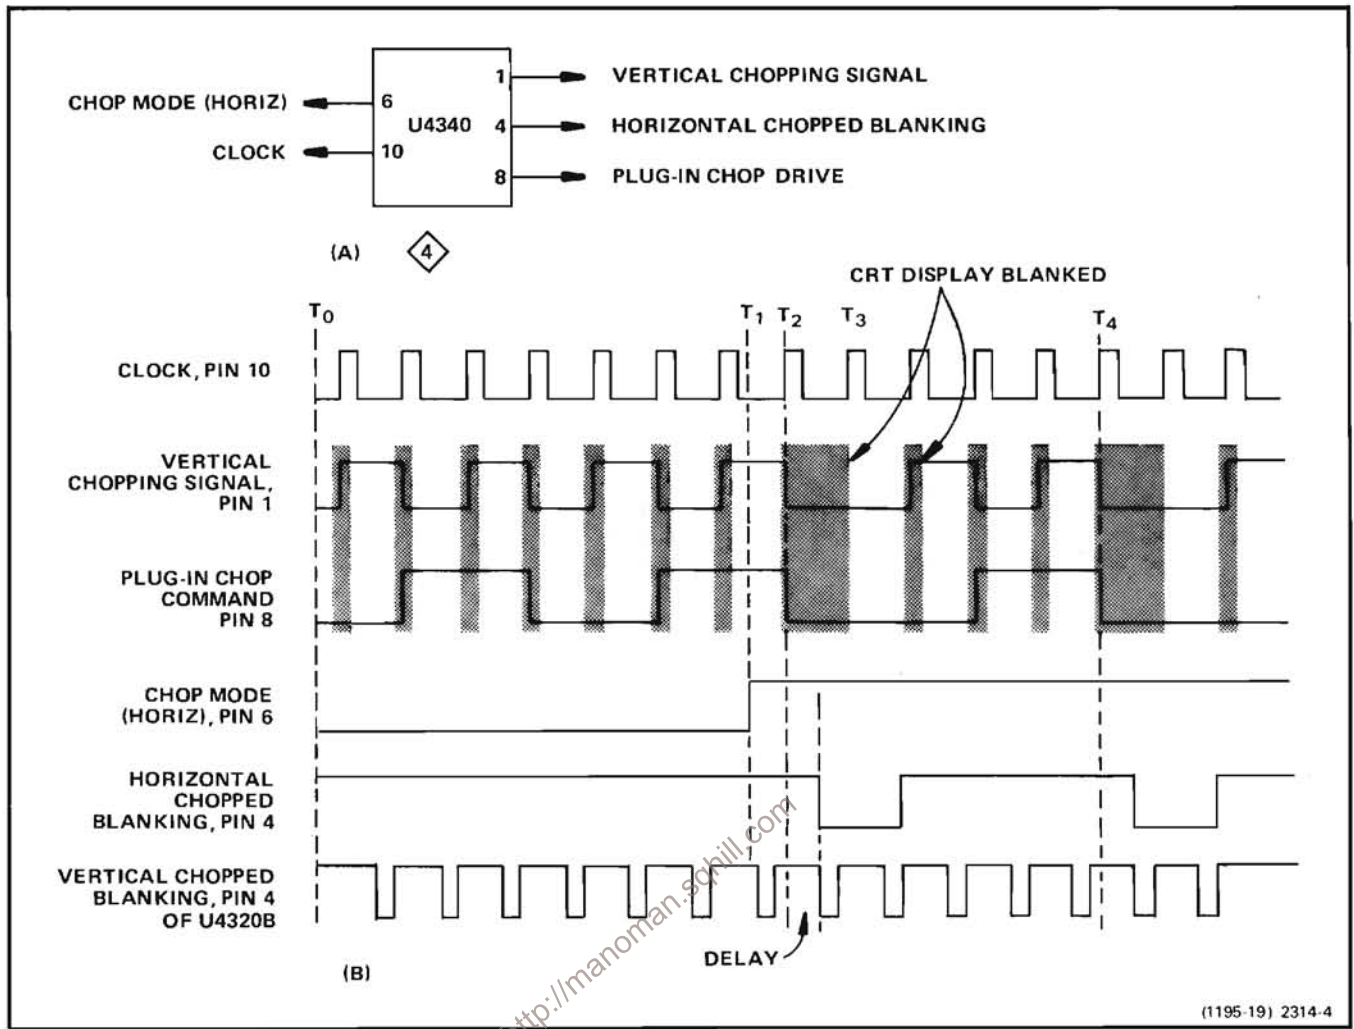 CHOP MODE (HORIZ)
CLOCK
6
10
U4340
1
4
8
VERTICAL CHOPPING SIGNAL
HORIZONTAL CHOPPED BLANKING
PLUG-IN CHOP DRIVE
(A)
4
CRT DISPLAY BLANKED
T0
T1
T2
T3
T4
CLOCK, PIN 10
VERTICAL
CHOPPING SIGNAL,
PIN 1
PLUG-IN CHOP
COMMAND
PIN 8
CHOP MODE
(HORIZ), PIN 6
HORIZONTAL
CHOPPED
BLANKING, PIN 4
VERTICAL CHOPPED
BLANKING, PIN 4
OF U4320B
DELAY
(B)
http://manoman.sqhill.com
(1195-19) 2314-4